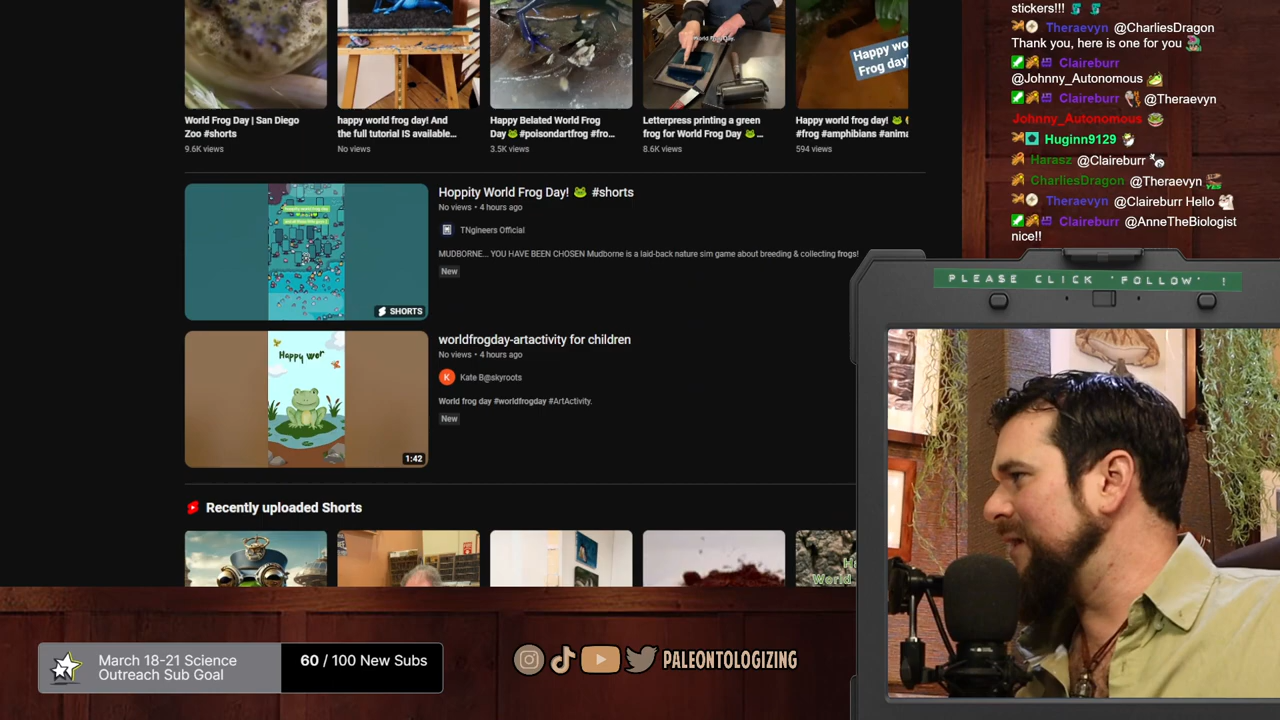 World Frog Day | San Diego
Zoo #shorts
9.6K views
happy world frog day! And
the full tutorial IS available...
No views
Happy Belated World Frog
Day🐸#poisondartfrog #fro...
3.5K views
World Frog Day.
Letterpress printing a green
frog for World Frog Day 🐸 ...
8.6K views
Happy wo
Frog day
Happy world frog day! 🐸
#frog #amphibians #anima
594 views
Hoppity World Frog Day! 🐸 #shorts
No views • 4 hours ago
TNgineers Official
MUDBORNE... YOU HAVE BEEN CHOSEN Mudborne is a laid-back nature sim game about breeding & collecting frogs!
New
SHORTS
worldfrogday-artactivity for children
No views • 4 hours ago
K Kate B@skyroots
World frog day #worldfrogday #ArtActivity.
New
Happy wor
1:42
Recently uploaded Shorts
World
stickers!!!
Theraevyn @CharliesDragon
Thank you, here is one for you
Claireburr
@Johnny_Autonomous
Claireburr @Theraevyn
Johnny_Autonomous
Huginn9129
Harasz @Claireburr
CharliesDragon @Theraevyn YES
Theraevyn @Claireburr Hello
Claireburr @AnneTheBiologist
nice!!
PLEASE CLICK "FOLLOW" !
March 18-21 Science
Outreach Sub Goal
60 / 100 New Subs
PALEONTOLOGIZING